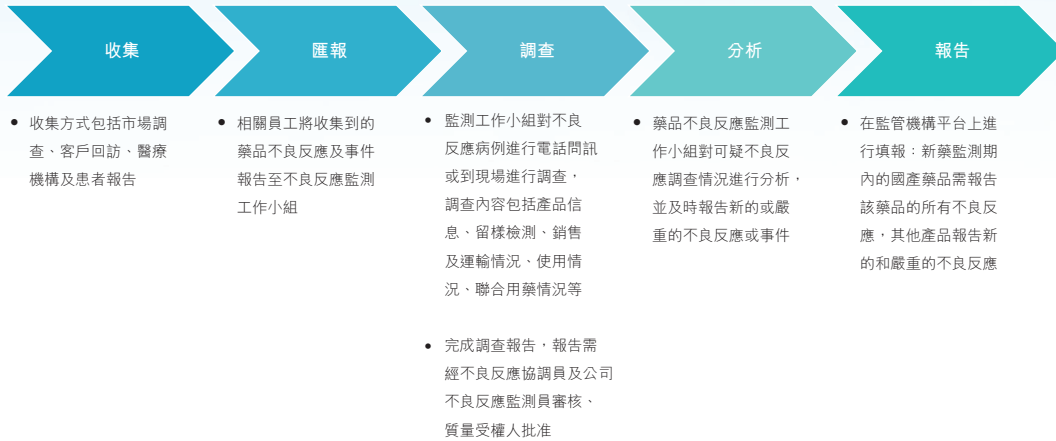 收集
收集方式包括市場調
查、客戶回訪、醫療
機構及患者報告
匯報
相關員工將收集到的
藥品不良反應及事件
報告至不良反應監測
工作小組
調查
監測工作小組對不良
反應病例進行電話問訊
或到現場進行調查，
調查內容包括產品信
息、留樣檢測、銷售
及運輸情況、使用情
況、聯合用藥情況等
完成調查報告，報告需
經不良反應協調員及公司
不良反應監測員審核、
質量受權人批准
分析
藥品不良反應監測工
作小組對可疑不良反
應調查情況進行分析，
並及時報告新的或嚴
重的不良反應或事件
報告
在監管機構平台上進
行填報：新藥監測期
內的國產藥品需報告
該藥品的所有不良反
應，其他產品報告新
的和嚴重的不良反應